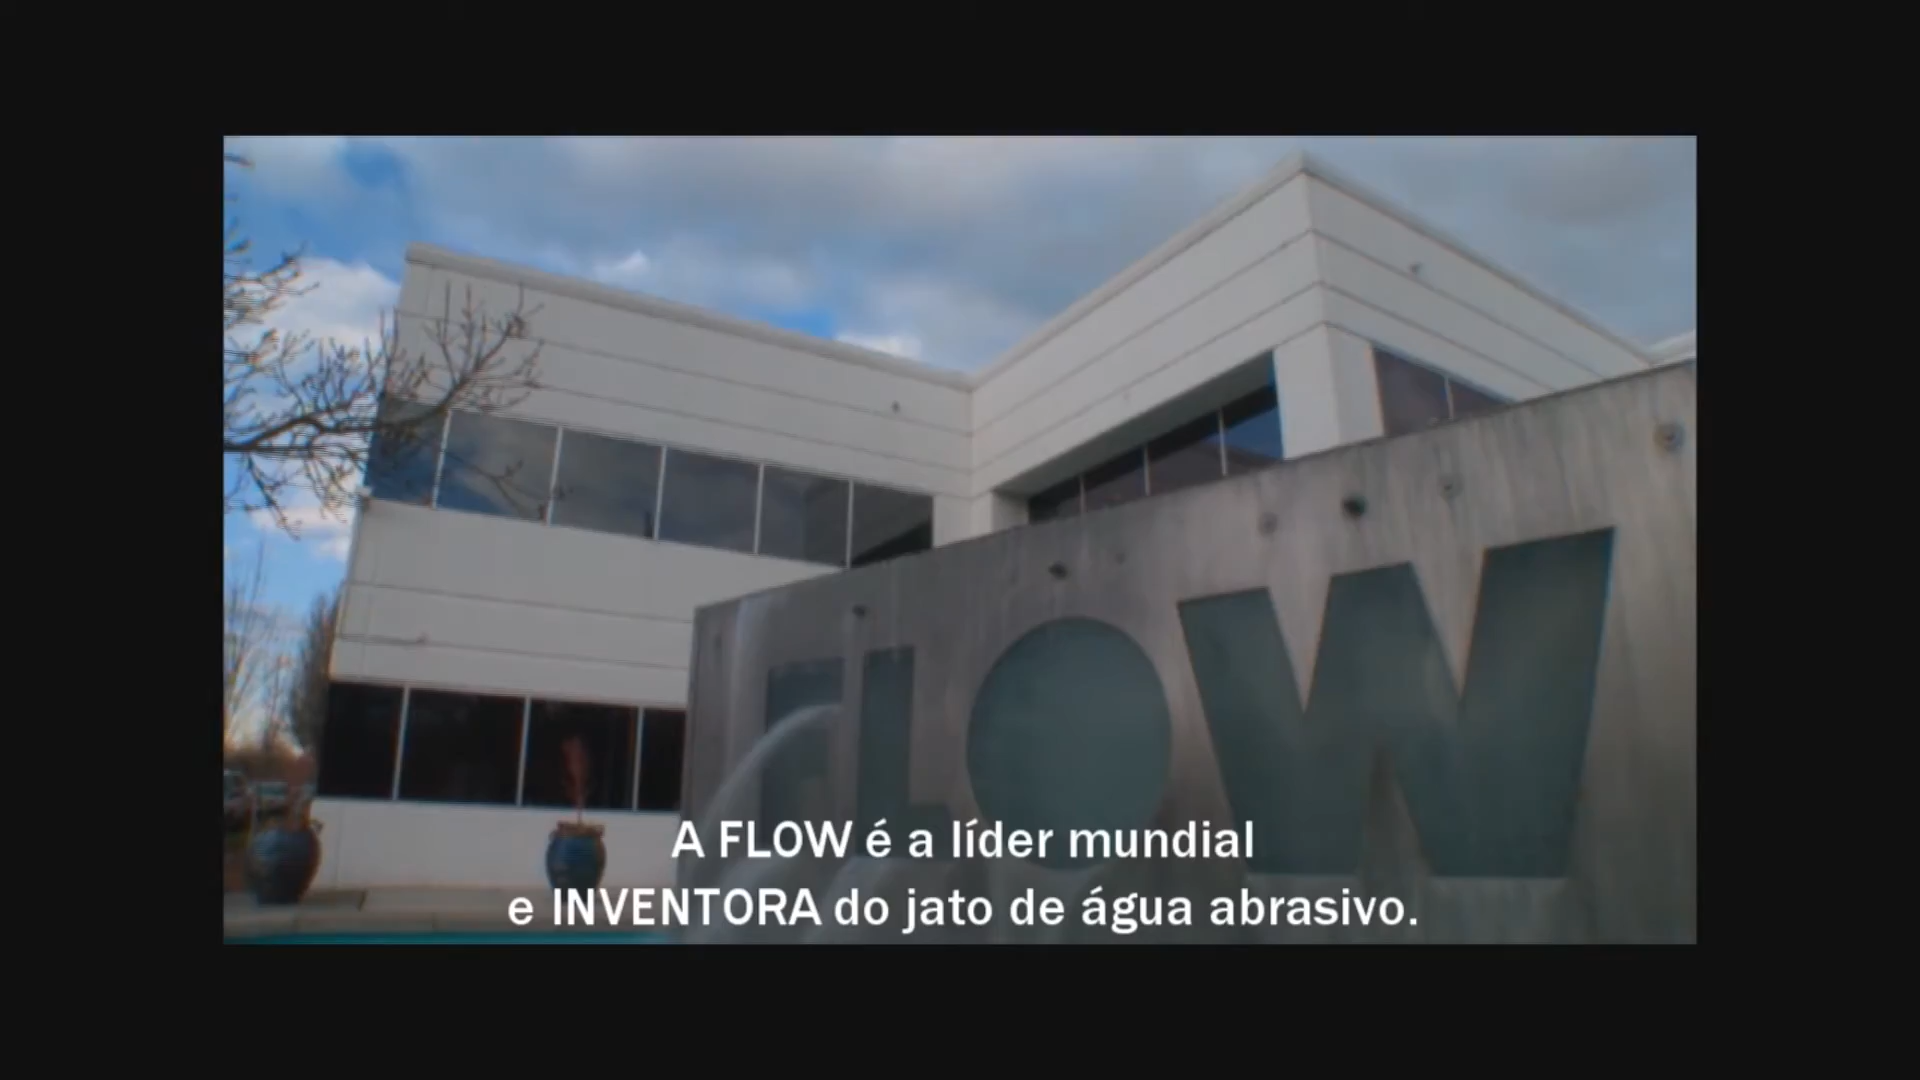 FLOW
A FLOW é a líder mundial
e INVENTORA do jato de água abrasivo.